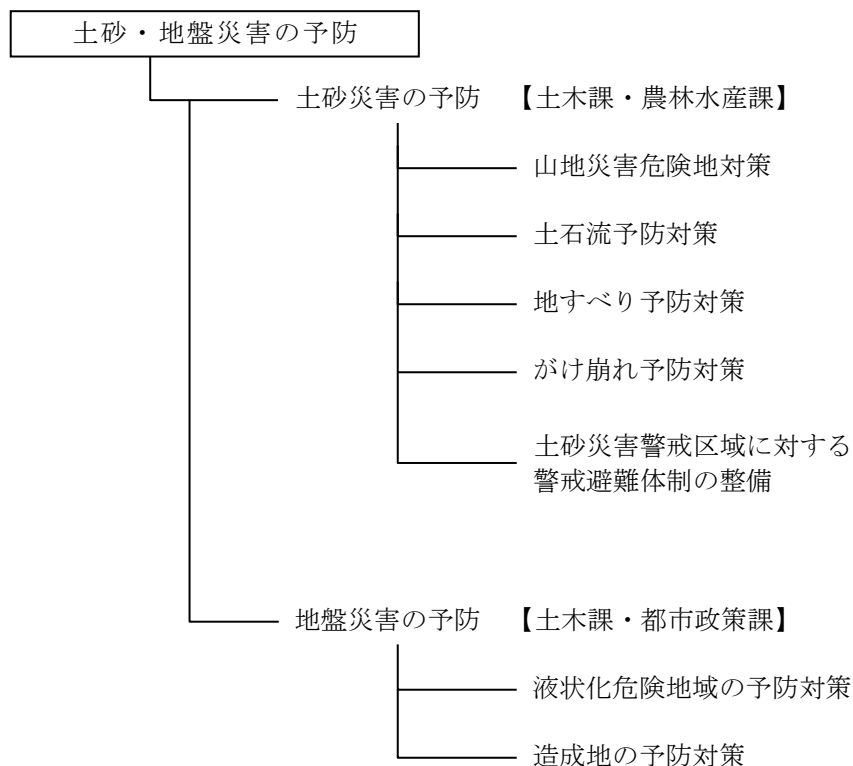 土砂・地盤災害の予防
土砂災害の予防　【土木課・農林水産課】
山地災害危険地対策
土石流予防対策
地すべり予防対策
がけ崩れ予防対策
土砂災害警戒区域に対する
警戒避難体制の整備
地盤災害の予防　【土木課・都市政策課】
液状化危険地域の予防対策
造成地の予防対策